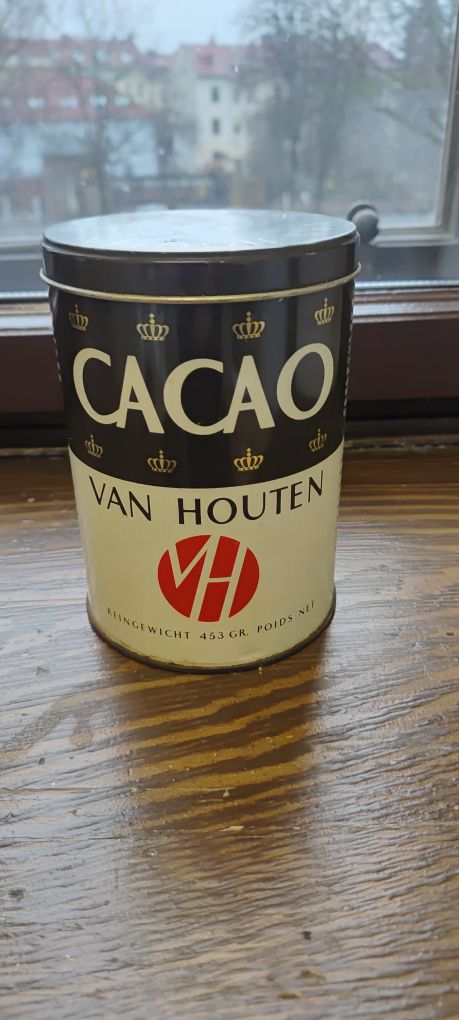 CACAO
VAN HOUTEN
VH
REINGEWICHT 453 GR. POIDS NET